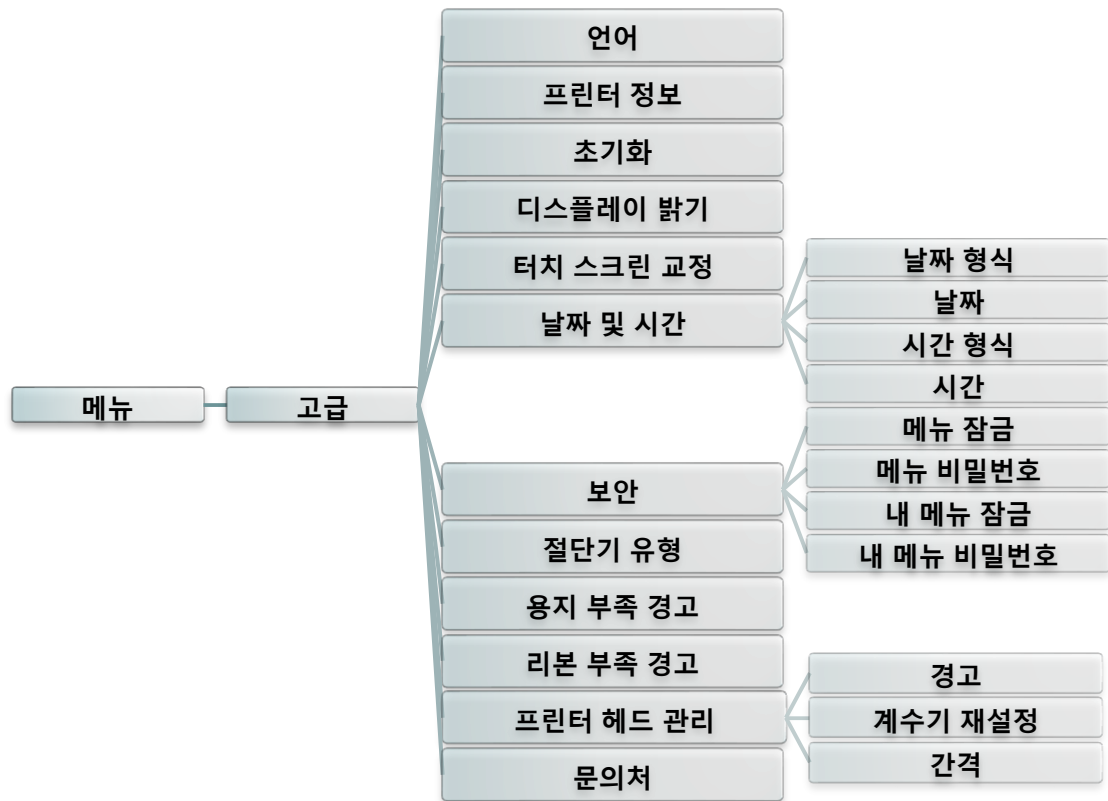 메뉴
고급
언어
프린터 정보
초기화
디스플레이 밝기
터치 스크린 교정
날짜 및 시간
날짜 형식
날짜
시간 형식
시간
보안
메뉴 잠금
메뉴 비밀번호
내 메뉴 잠금
내 메뉴 비밀번호
절단기 유형
용지 부족 경고
리본 부족 경고
프린터 헤드 관리
경고
계수기 재설정
간격
문의처